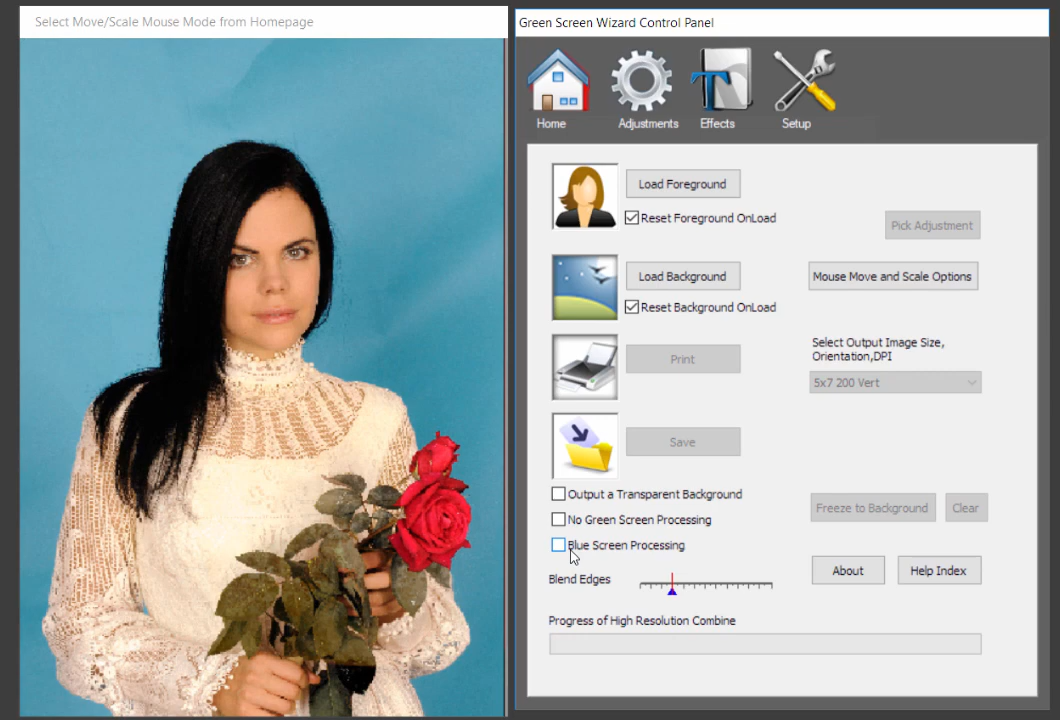 Select Move/Scale Mouse Mode from Homepage
Green Screen Wizard Control Panel
Home
Adjustments
Effects
Setup
Load Foreground
Reset Foreground OnLoad
Pick Adjustment
Load Background
Mouse Move and Scale Options
Reset Background OnLoad
Select Output Image Size,
Orientation,DPI
Print
5x7 200 Vert
Save
Output a Transparent Background
No Green Screen Processing
Freeze to Background
Clear
Blue Screen Processing
Blend Edges
About
Help Index
Progress of High Resolution Combine